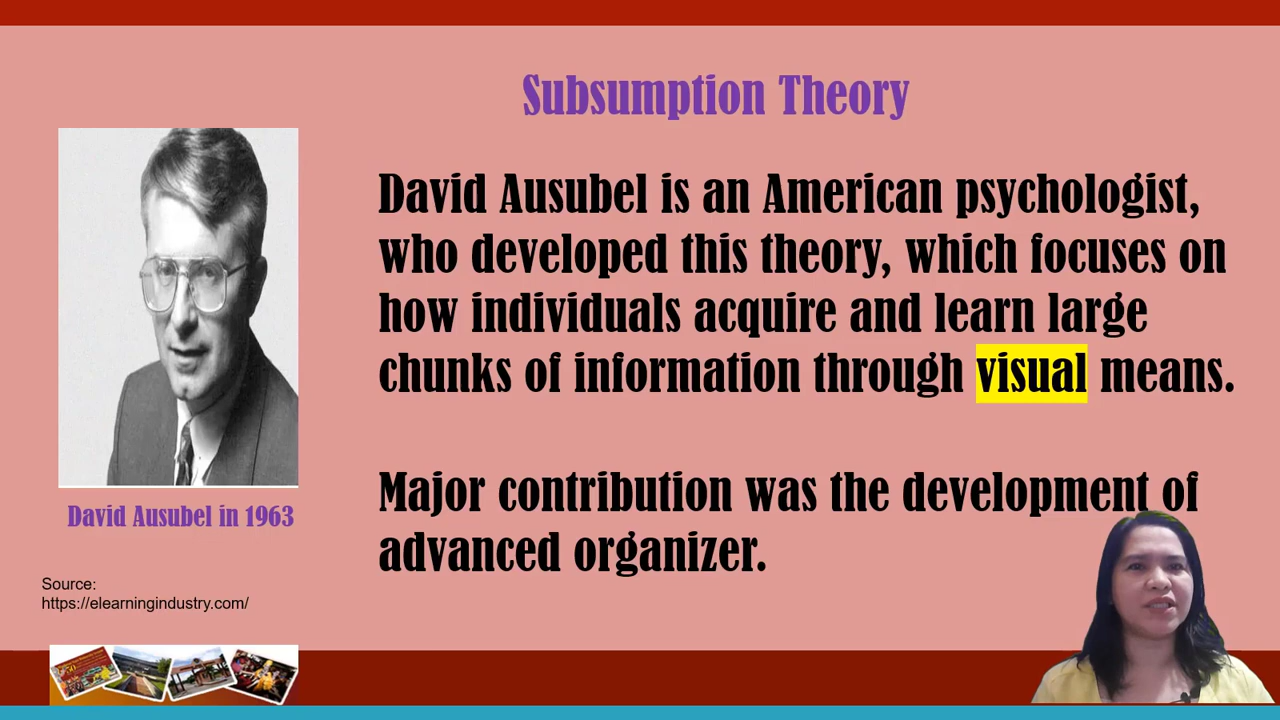 Subsumption Theory
David Ausubel is an American psychologist,
who developed this theory, which focuses on
how individuals acquire and learn large
chunks of information through visual means.
Major contribution was the development of
advanced organizer.
David Ausubel in 1963
Source:
https://elearningindustry.com/